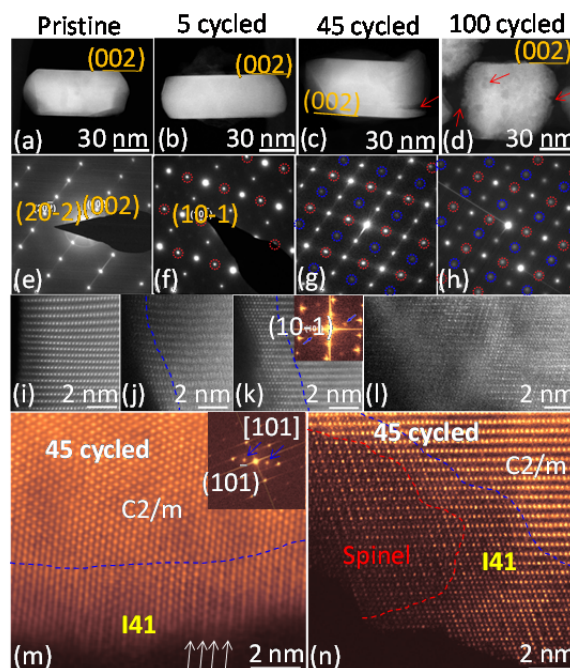 Pristine 5 cycled 45 cycled 100 cycled
(002) (002) (002) (002)
(a) 30 nm (b) 30 nm (c) 30 nm (d) 30 nm
(20-2) (002) (10-1)
(e) (f) (g) (h)
(10-1)
(i) 2 nm (j) 2 nm (k) 2 nm (l) 2 nm
45 cycled [101] 45 cycled
(101) C2/m C2/m
Spinel I41
I41
(m) 2 nm (n) 2 nm